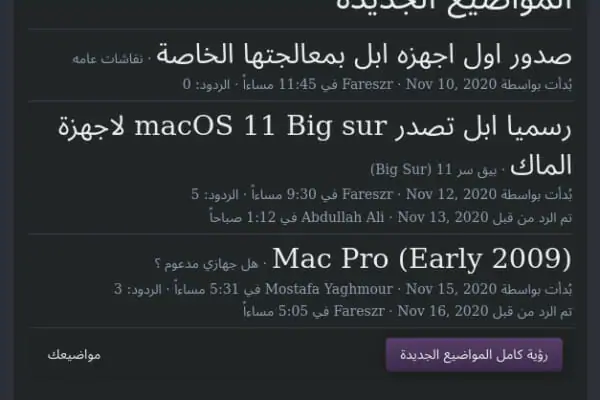 المواضيع الجديدة
صدور اول اجهزه ابل بمعالجتها الخاصة · نقاشات عامه
بُدأت بواسطة Fareszr · Nov 10, 2020 في 11:45 مساءاً · الردود: 0
رسميا ابل تصدر macOS 11 Big sur لاجهزة
الماك · بيق سر 11 (Big Sur)
بُدأت بواسطة Fareszr · Nov 12, 2020 في 9:30 مساءاً · الردود: 5
تم الرد من قبل Abdullah Ali · Nov 13, 2020 في 1:12 صباحاً
Mac Pro (Early 2009) · هل جهازي مدعوم ؟
بُدأت بواسطة Mostafa Yaghmour · Nov 15, 2020 في 5:31 مساءاً · الردود: 3
تم الرد من قبل Fareszr · Nov 16, 2020 في 5:05 مساءاً
رؤية كامل المواضيع الجديدة
مواضيعك